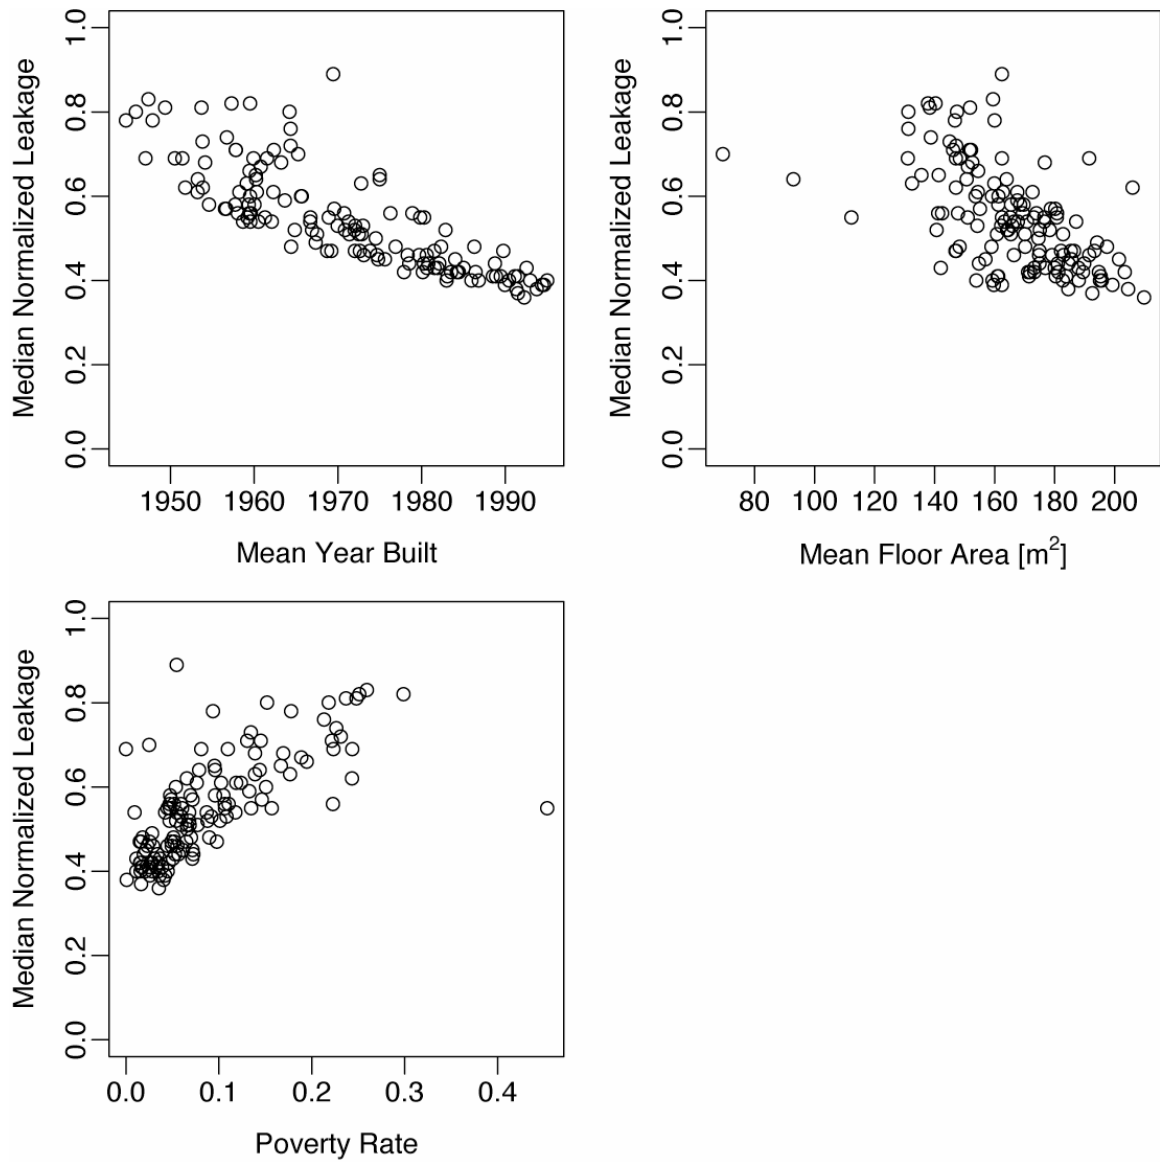 Median Normalized Leakage
0.0 0.2 0.4 0.6 0.8 1.0
1950 1960 1970 1980 1990
Mean Year Built
Median Normalized Leakage
0.0 0.2 0.4 0.6 0.8 1.0
80 100 120 140 160 180 200
Mean Floor Area [m²]
Median Normalized Leakage
0.0 0.2 0.4 0.6 0.8 1.0
0.0 0.1 0.2 0.3 0.4
Poverty Rate